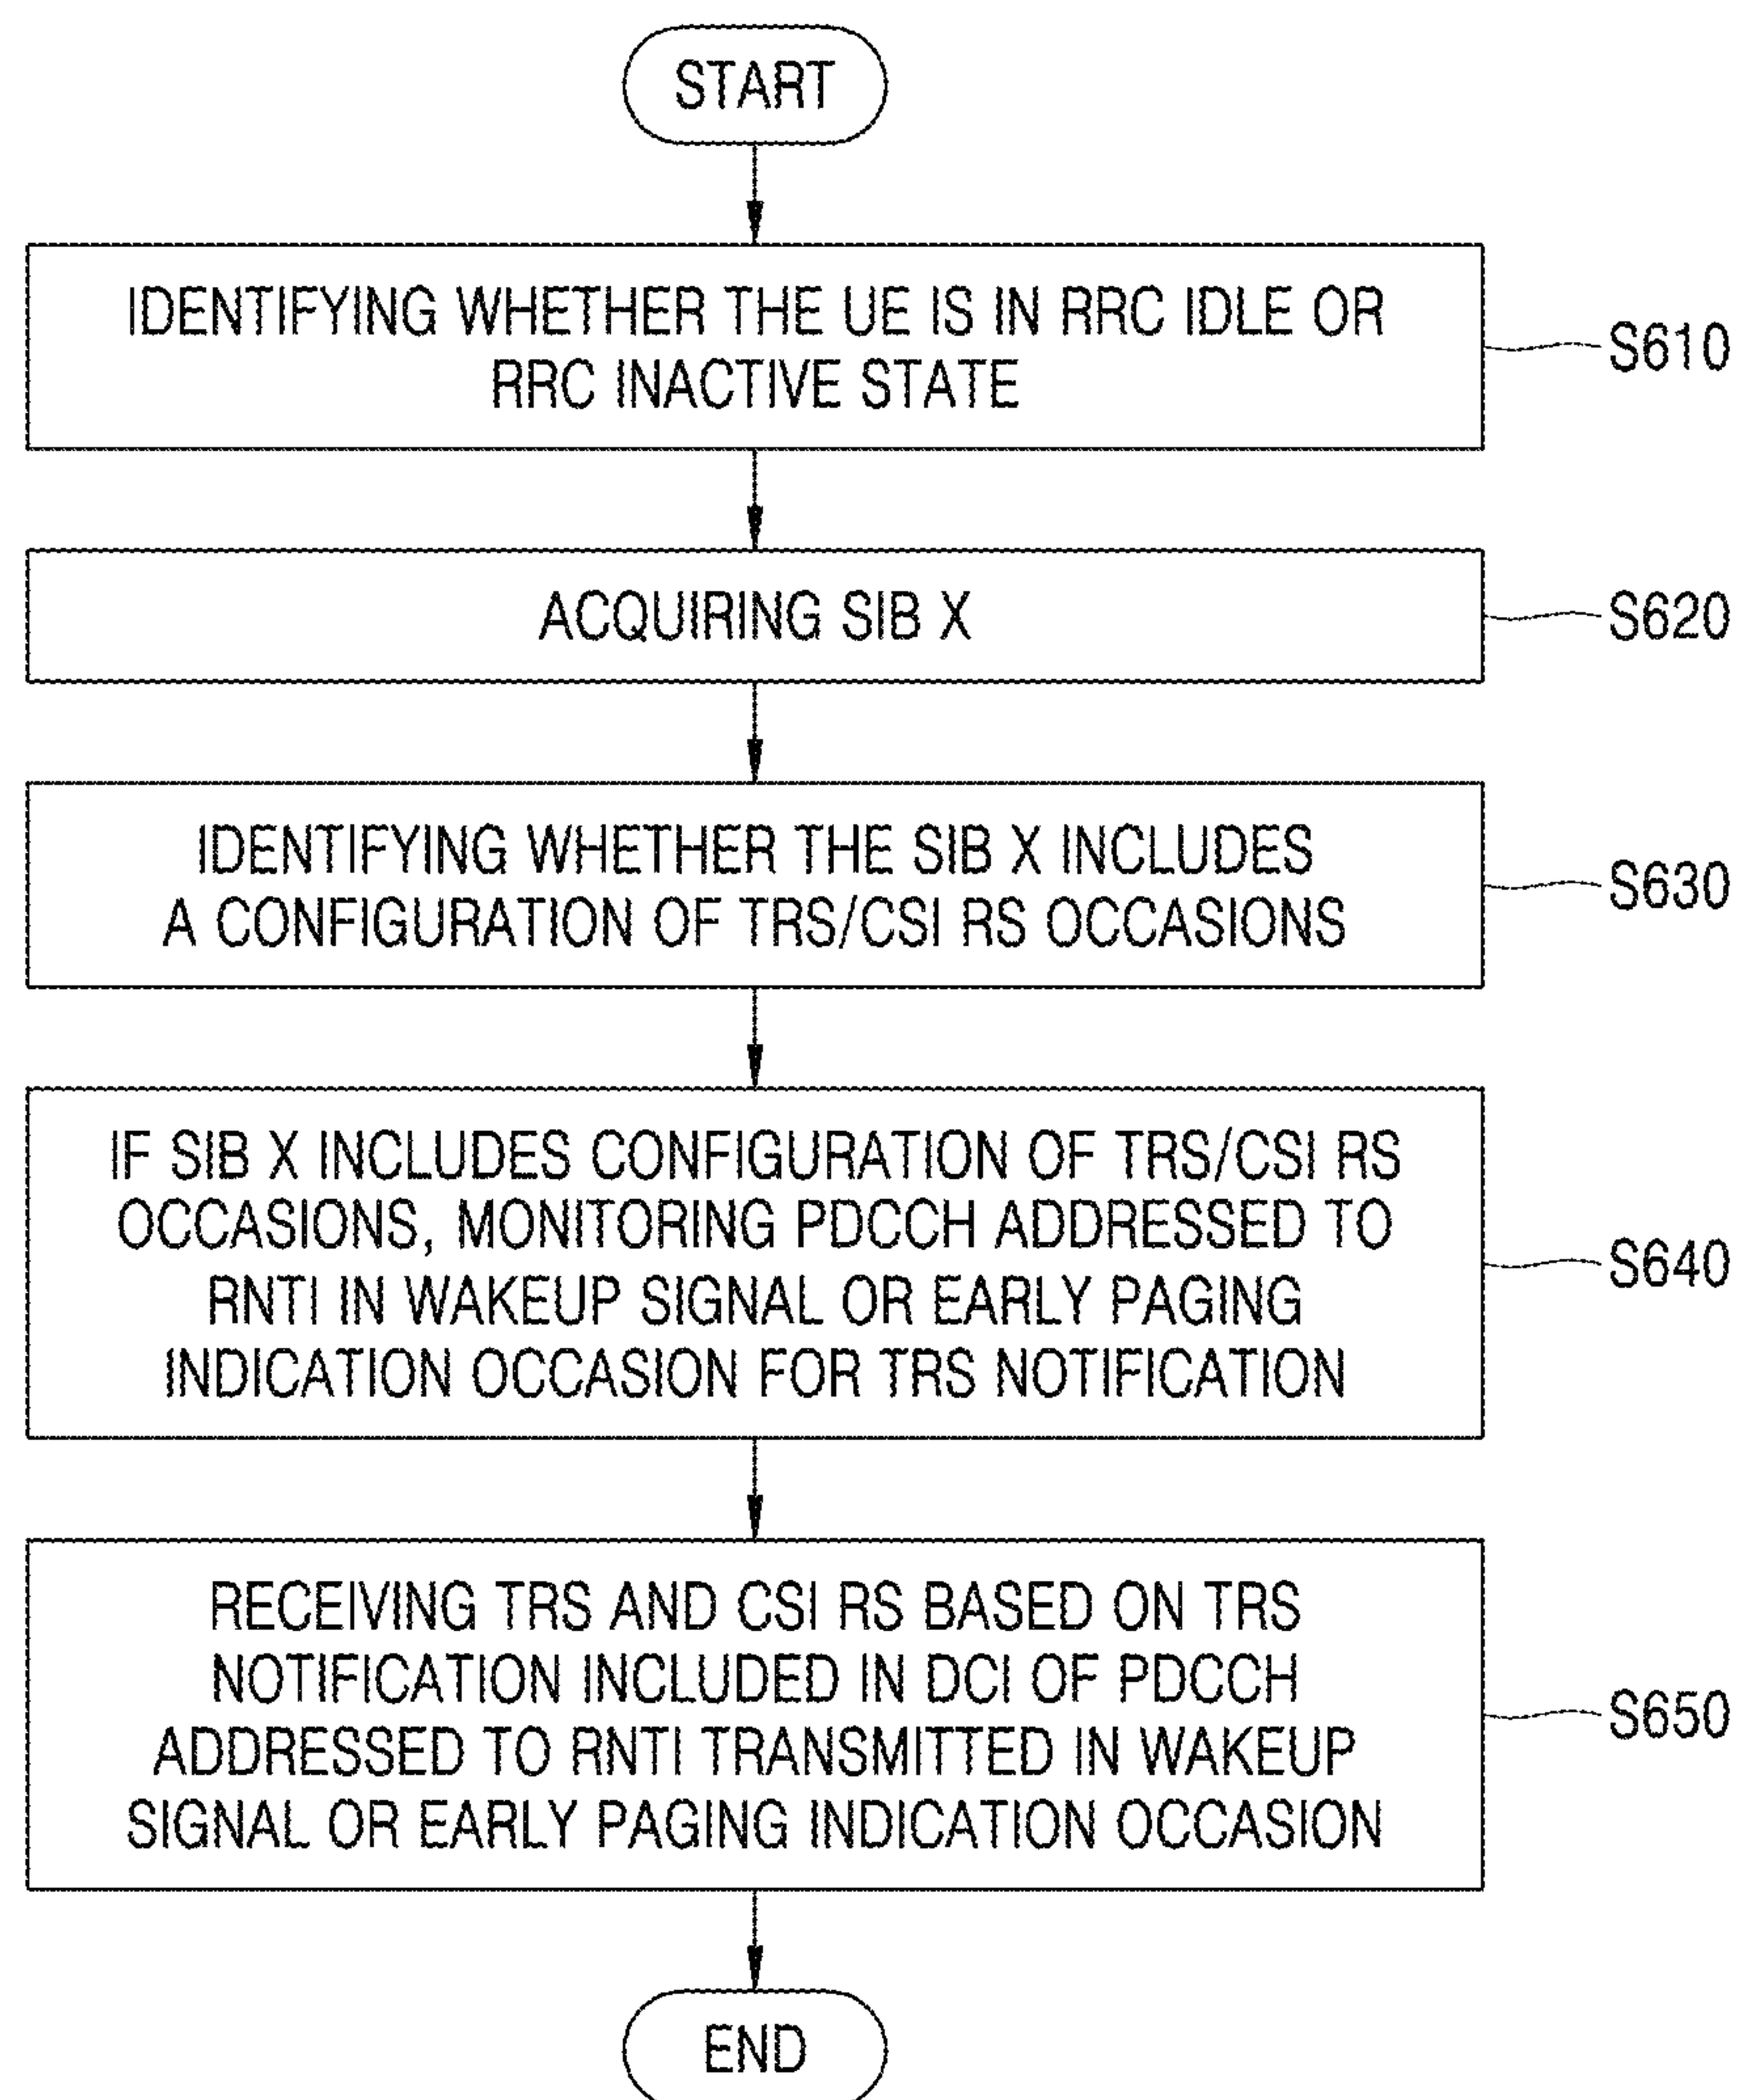 START
IDENTIFYING WHETHER THE UE IS IN RRC IDLE OR
RRC INACTIVE STATE
S610
ACQUIRING SIB X
S620
IDENTIFYING WHETHER THE SIB X INCLUDES
A CONFIGURATION OF TRS/CSI RS OCCASIONS
S630
IF SIB X INCLUDES CONFIGURATION OF TRS/CSI RS
OCCASIONS, MONITORING PDCCH ADDRESSED TO
RNTI IN WAKEUP SIGNAL OR EARLY PAGING
INDICATION OCCASION FOR TRS NOTIFICATION
S640
RECEIVING TRS AND CSI RS BASED ON TRS
NOTIFICATION INCLUDED IN DCI OF PDCCH
ADDRESSED TO RNTI TRANSMITTED IN WAKEUP
SIGNAL OR EARLY PAGING INDICATION OCCASION
S650
END